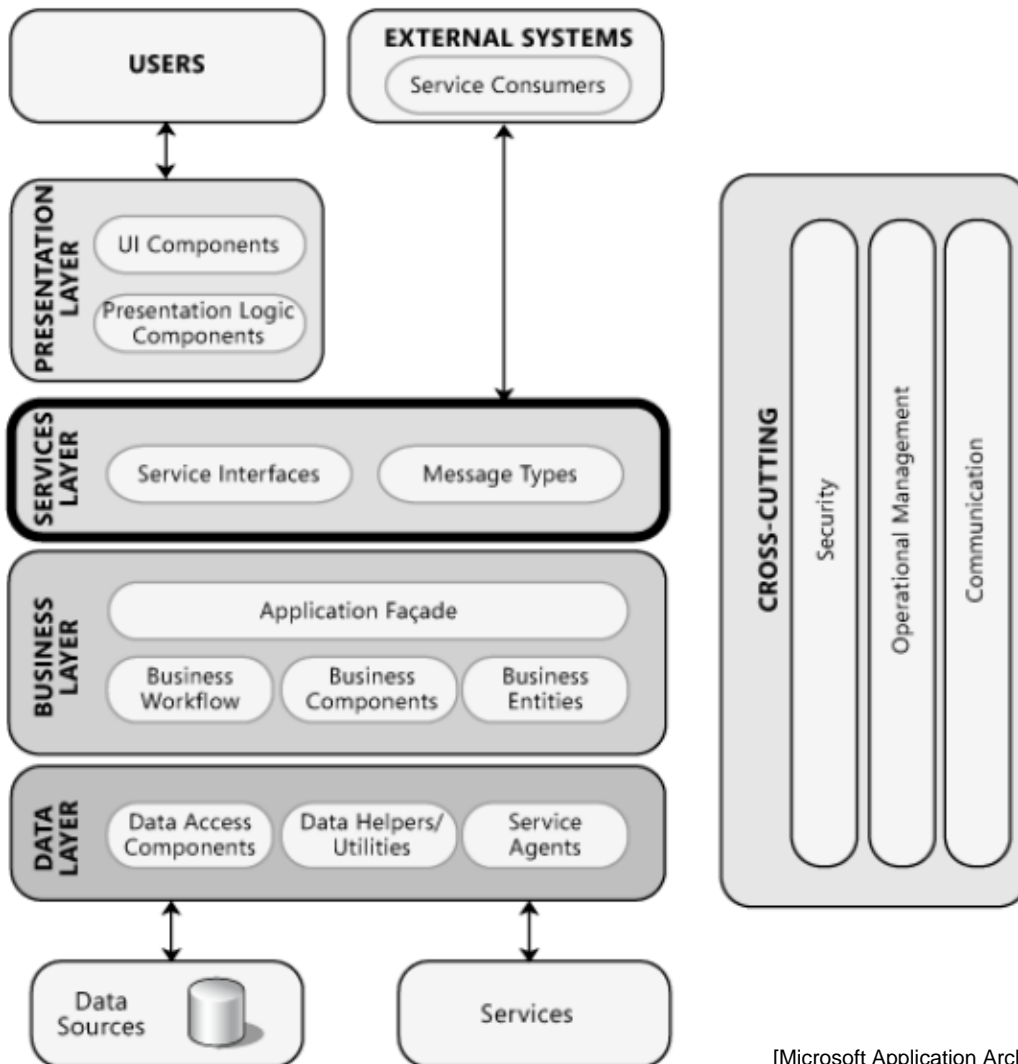 USERS
EXTERNAL SYSTEMS
Service Consumers
PRESENTATION
LAYER
UI Components
Presentation Logic
Components
SERVICES
LAYER
Service Interfaces
Message Types
BUSINESS
LAYER
Application Façade
Business
Workflow
Business
Components
Business
Entities
DATA
LAYER
Data Access
Components
Data Helpers/
Utilities
Service
Agents
Data
Sources
Services
CROSS-CUTTING
Security
Operational Management
Communication
[Microsoft Application